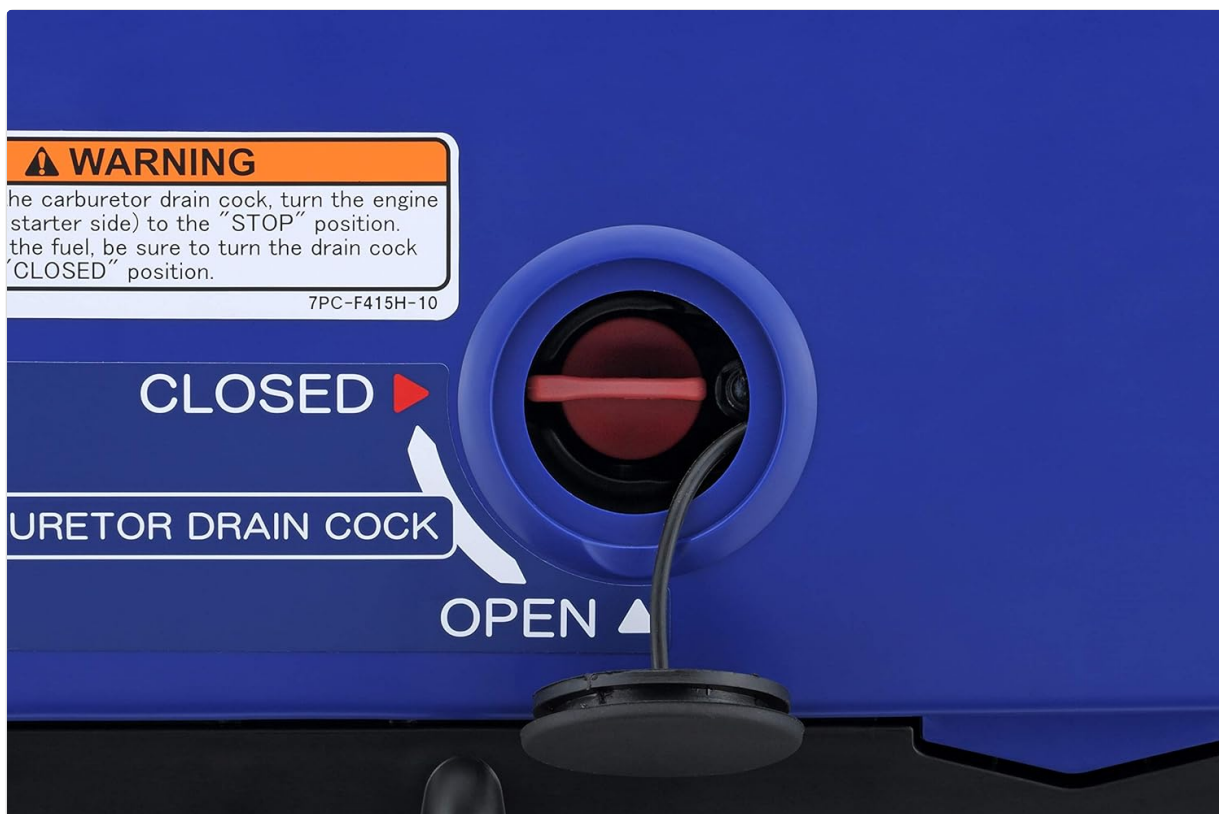 WARNING
he carburetor drain cock, turn the engine
starter side) to the "STOP" position.
the fuel, be sure to turn the drain cock
"CLOSED" position.
7PC-F415H-10
CLOSED
URETOR DRAIN COCK
OPEN